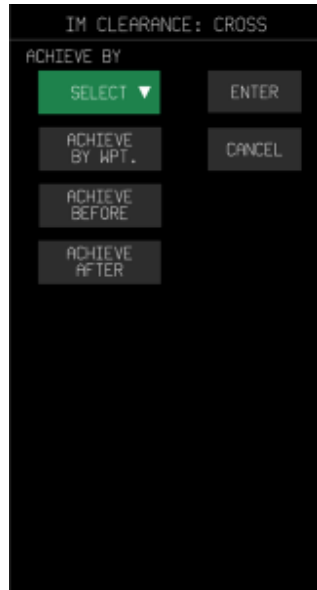 IM CLEARANCE: CROSS
ACHIEVE BY
SELECT ▼
ENTER
ACHIEVE
BY WPT.
CANCEL
ACHIEVE
BEFORE
ACHIEVE
AFTER